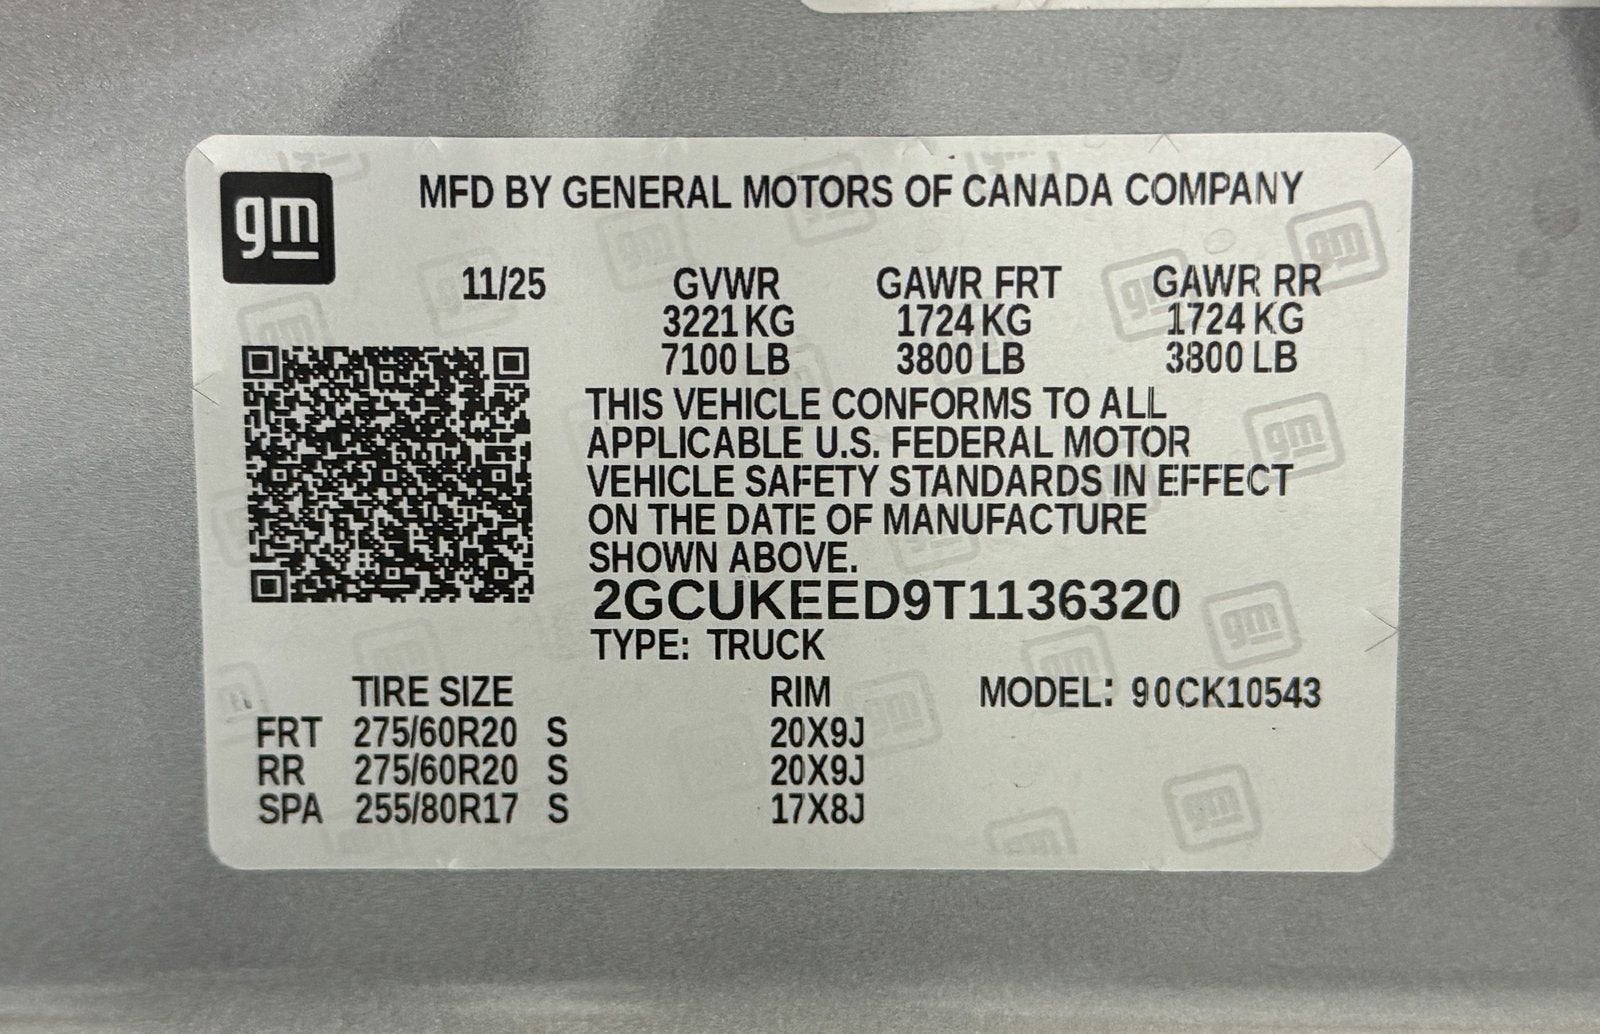 gm
MFD BY GENERAL MOTORS OF CANADA COMPANY
11/25 GVWR GAWR FRT GAWR RR
3221 KG 1724 KG 1724 KG
7100 LB 3800 LB 3800 LB
THIS VEHICLE CONFORMS TO ALL
APPLICABLE U.S. FEDERAL MOTOR
VEHICLE SAFETY STANDARDS IN EFFECT
ON THE DATE OF MANUFACTURE
SHOWN ABOVE.
2GCUKEED9T1136320
TYPE: TRUCK
TIRE SIZE RIM MODEL: 90CK10543
FRT 275/60R20 S 20X9J
RR 275/60R20 S 20X9J
SPA 255/80R17 S 17X8J